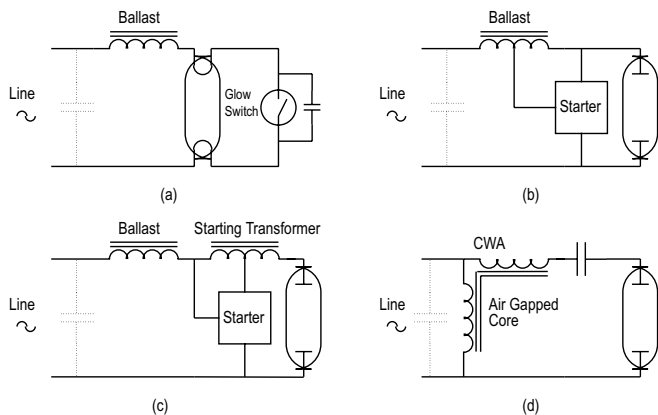 Ballast
Line
Glow
Switch
(a)
Ballast
Line
Starter
(b)
Ballast
Starting Transformer
Line
Starter
(c)
CWA
Line
Air Gapped
Core
(d)